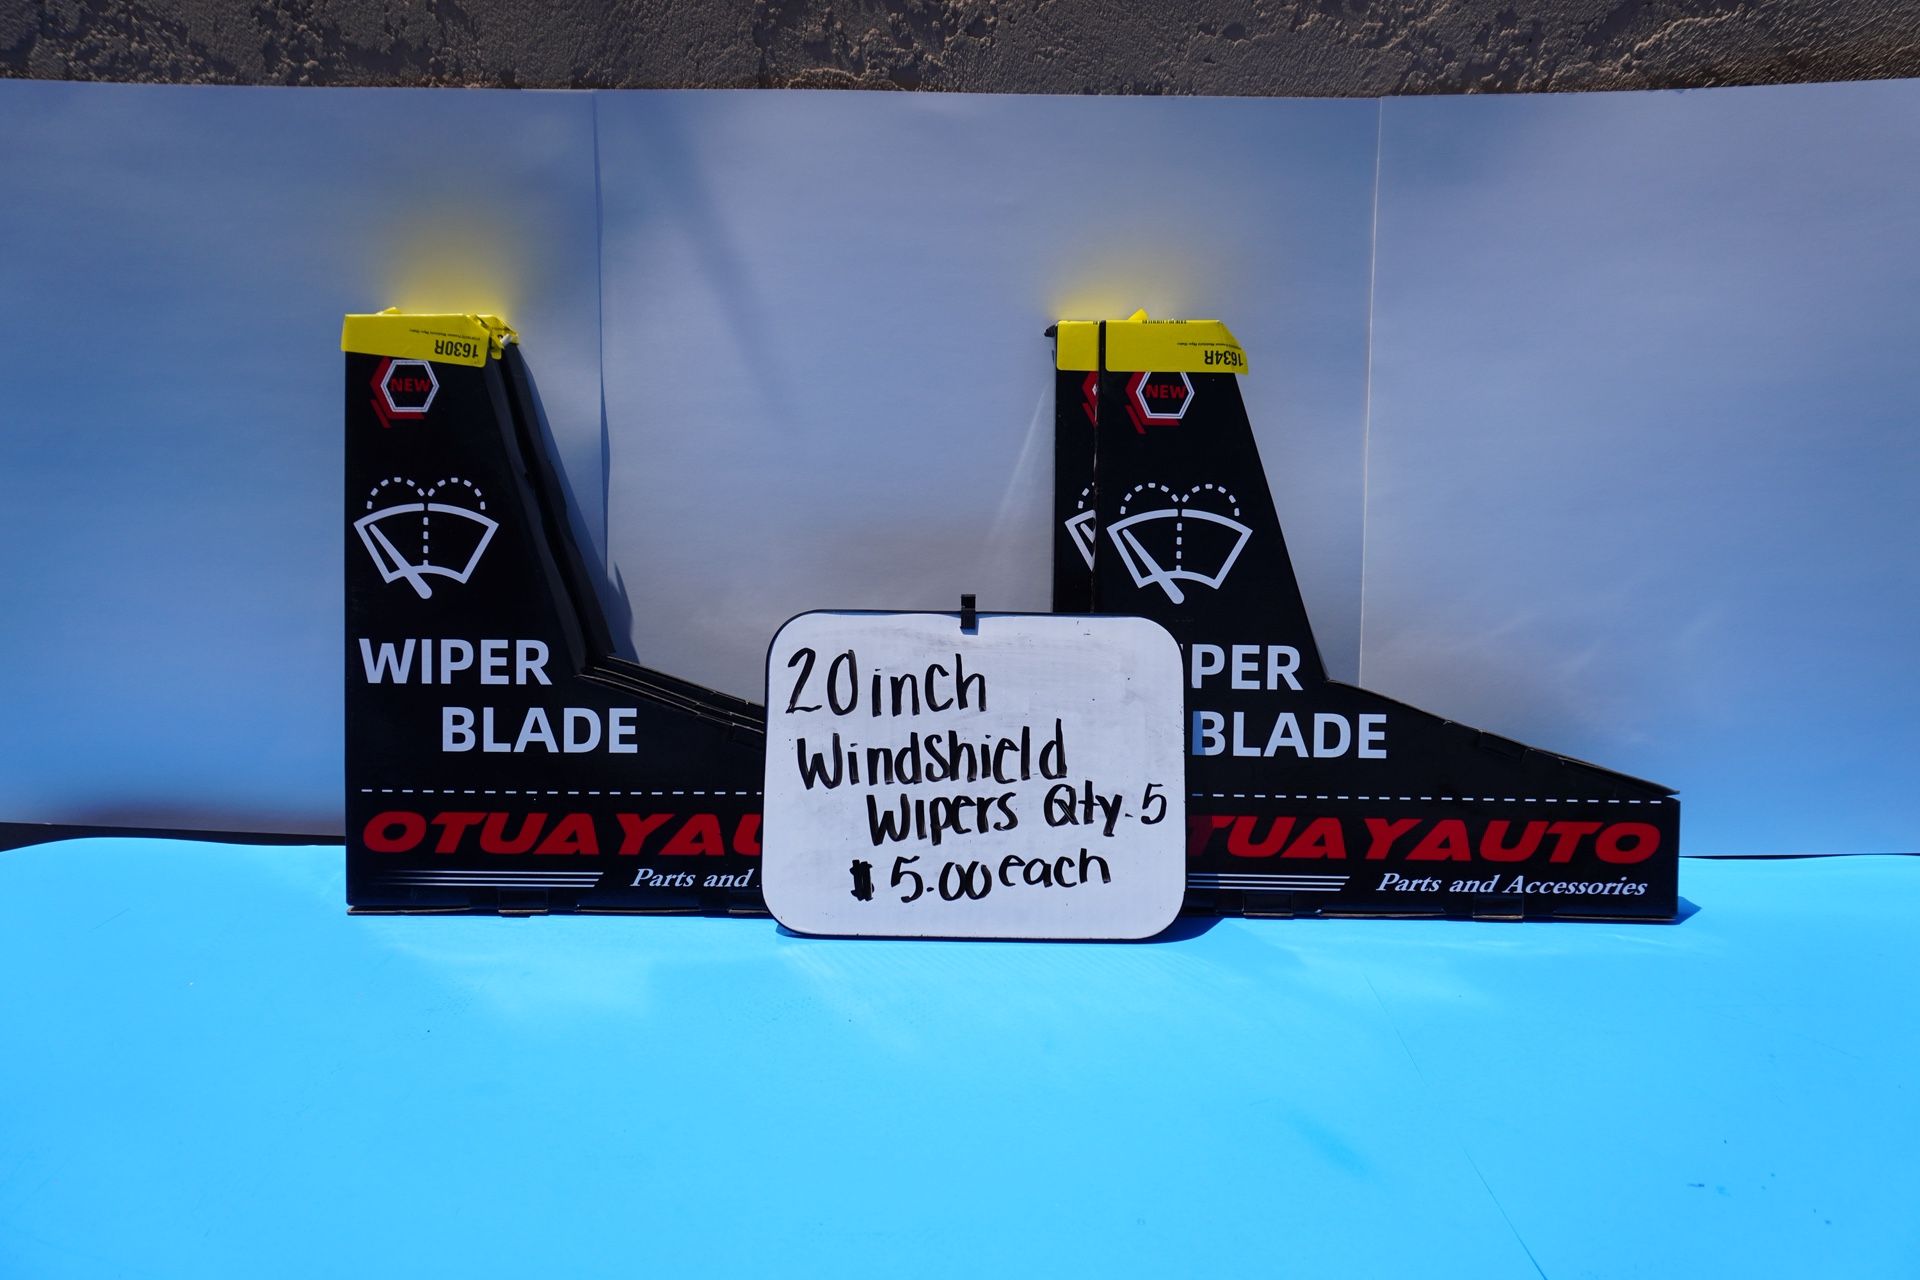 1630R
NEW
WIPER
BLADE
OTUAYAU
Parts and
1634R
NEW
PER
BLADE
TUAYAUTO
Parts and Accessories
20 inch
Windshield
Wipers Qty. 5
$5.00 each